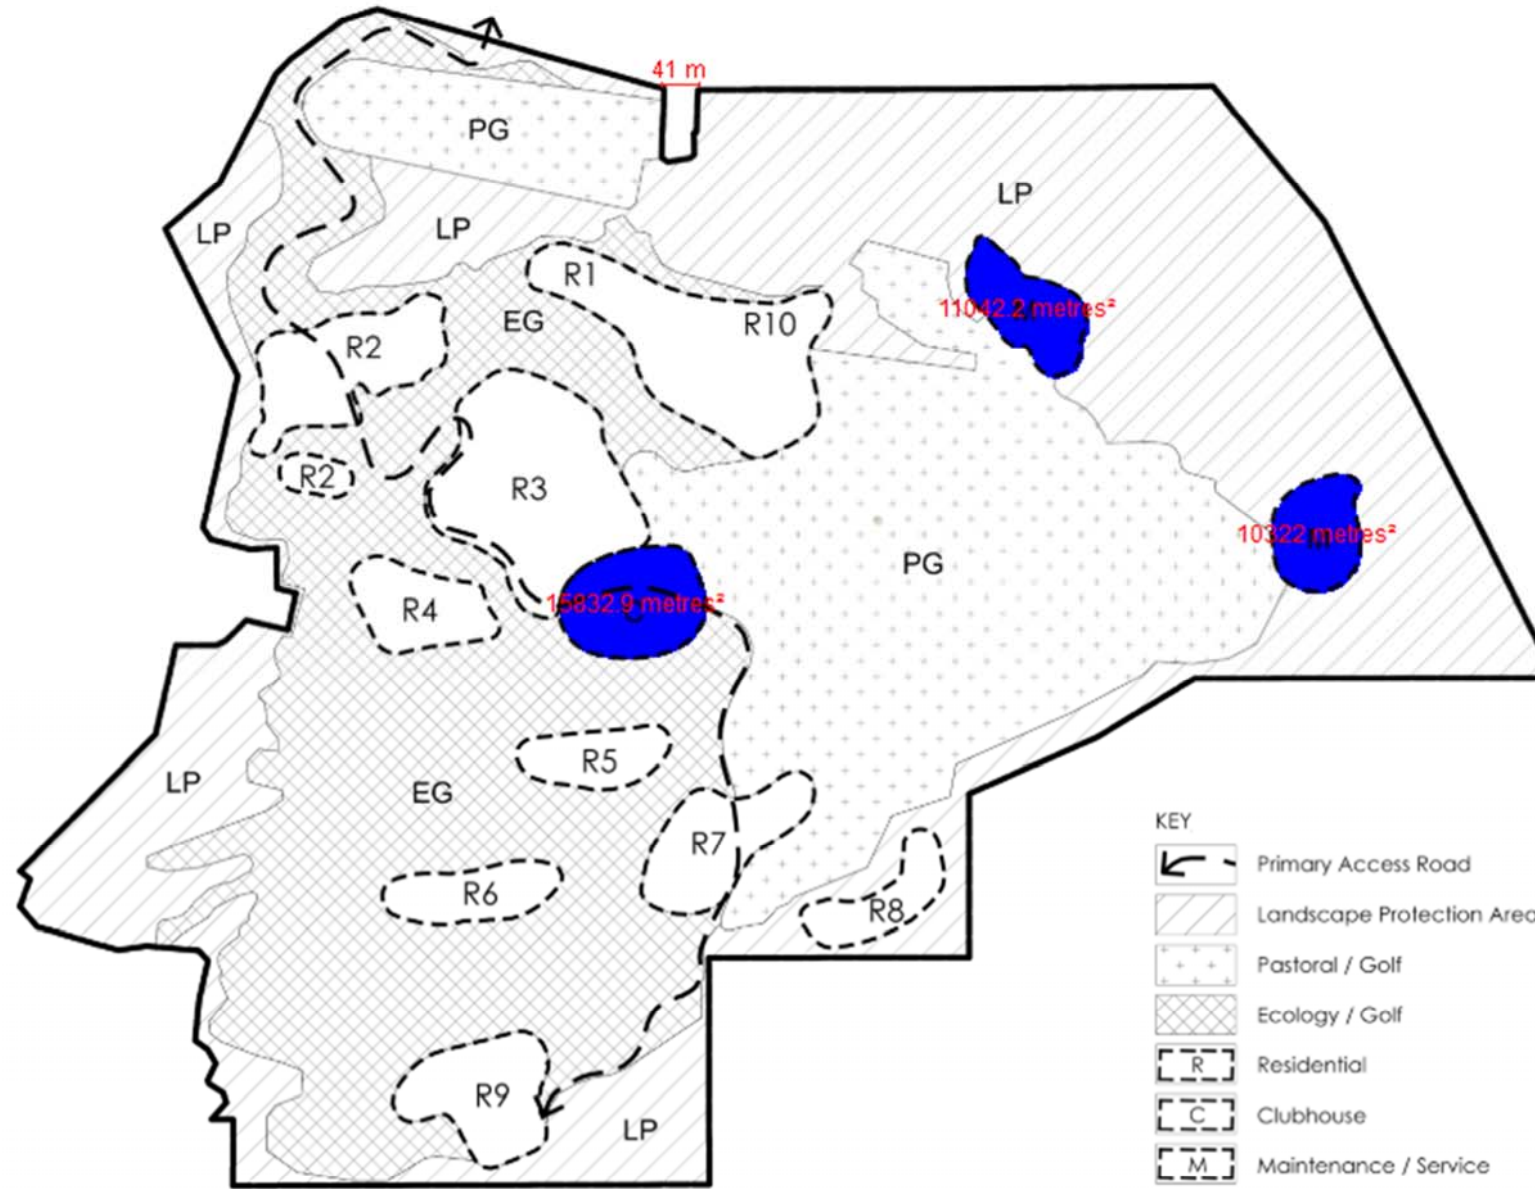 41 m
PG
LP
LP
LP
R1
11042.2 metres²
R10
EG
R2
R2
R3
10322 metres²
M
PG
15832.9 metres²
C
R4
R5
LP
EG
R7
R6
R8
R9
LP
KEY
Primary Access Road
Landscape Protection Area
Pastoral / Golf
Ecology / Golf
R Residential
C Clubhouse
M Maintenance / Service